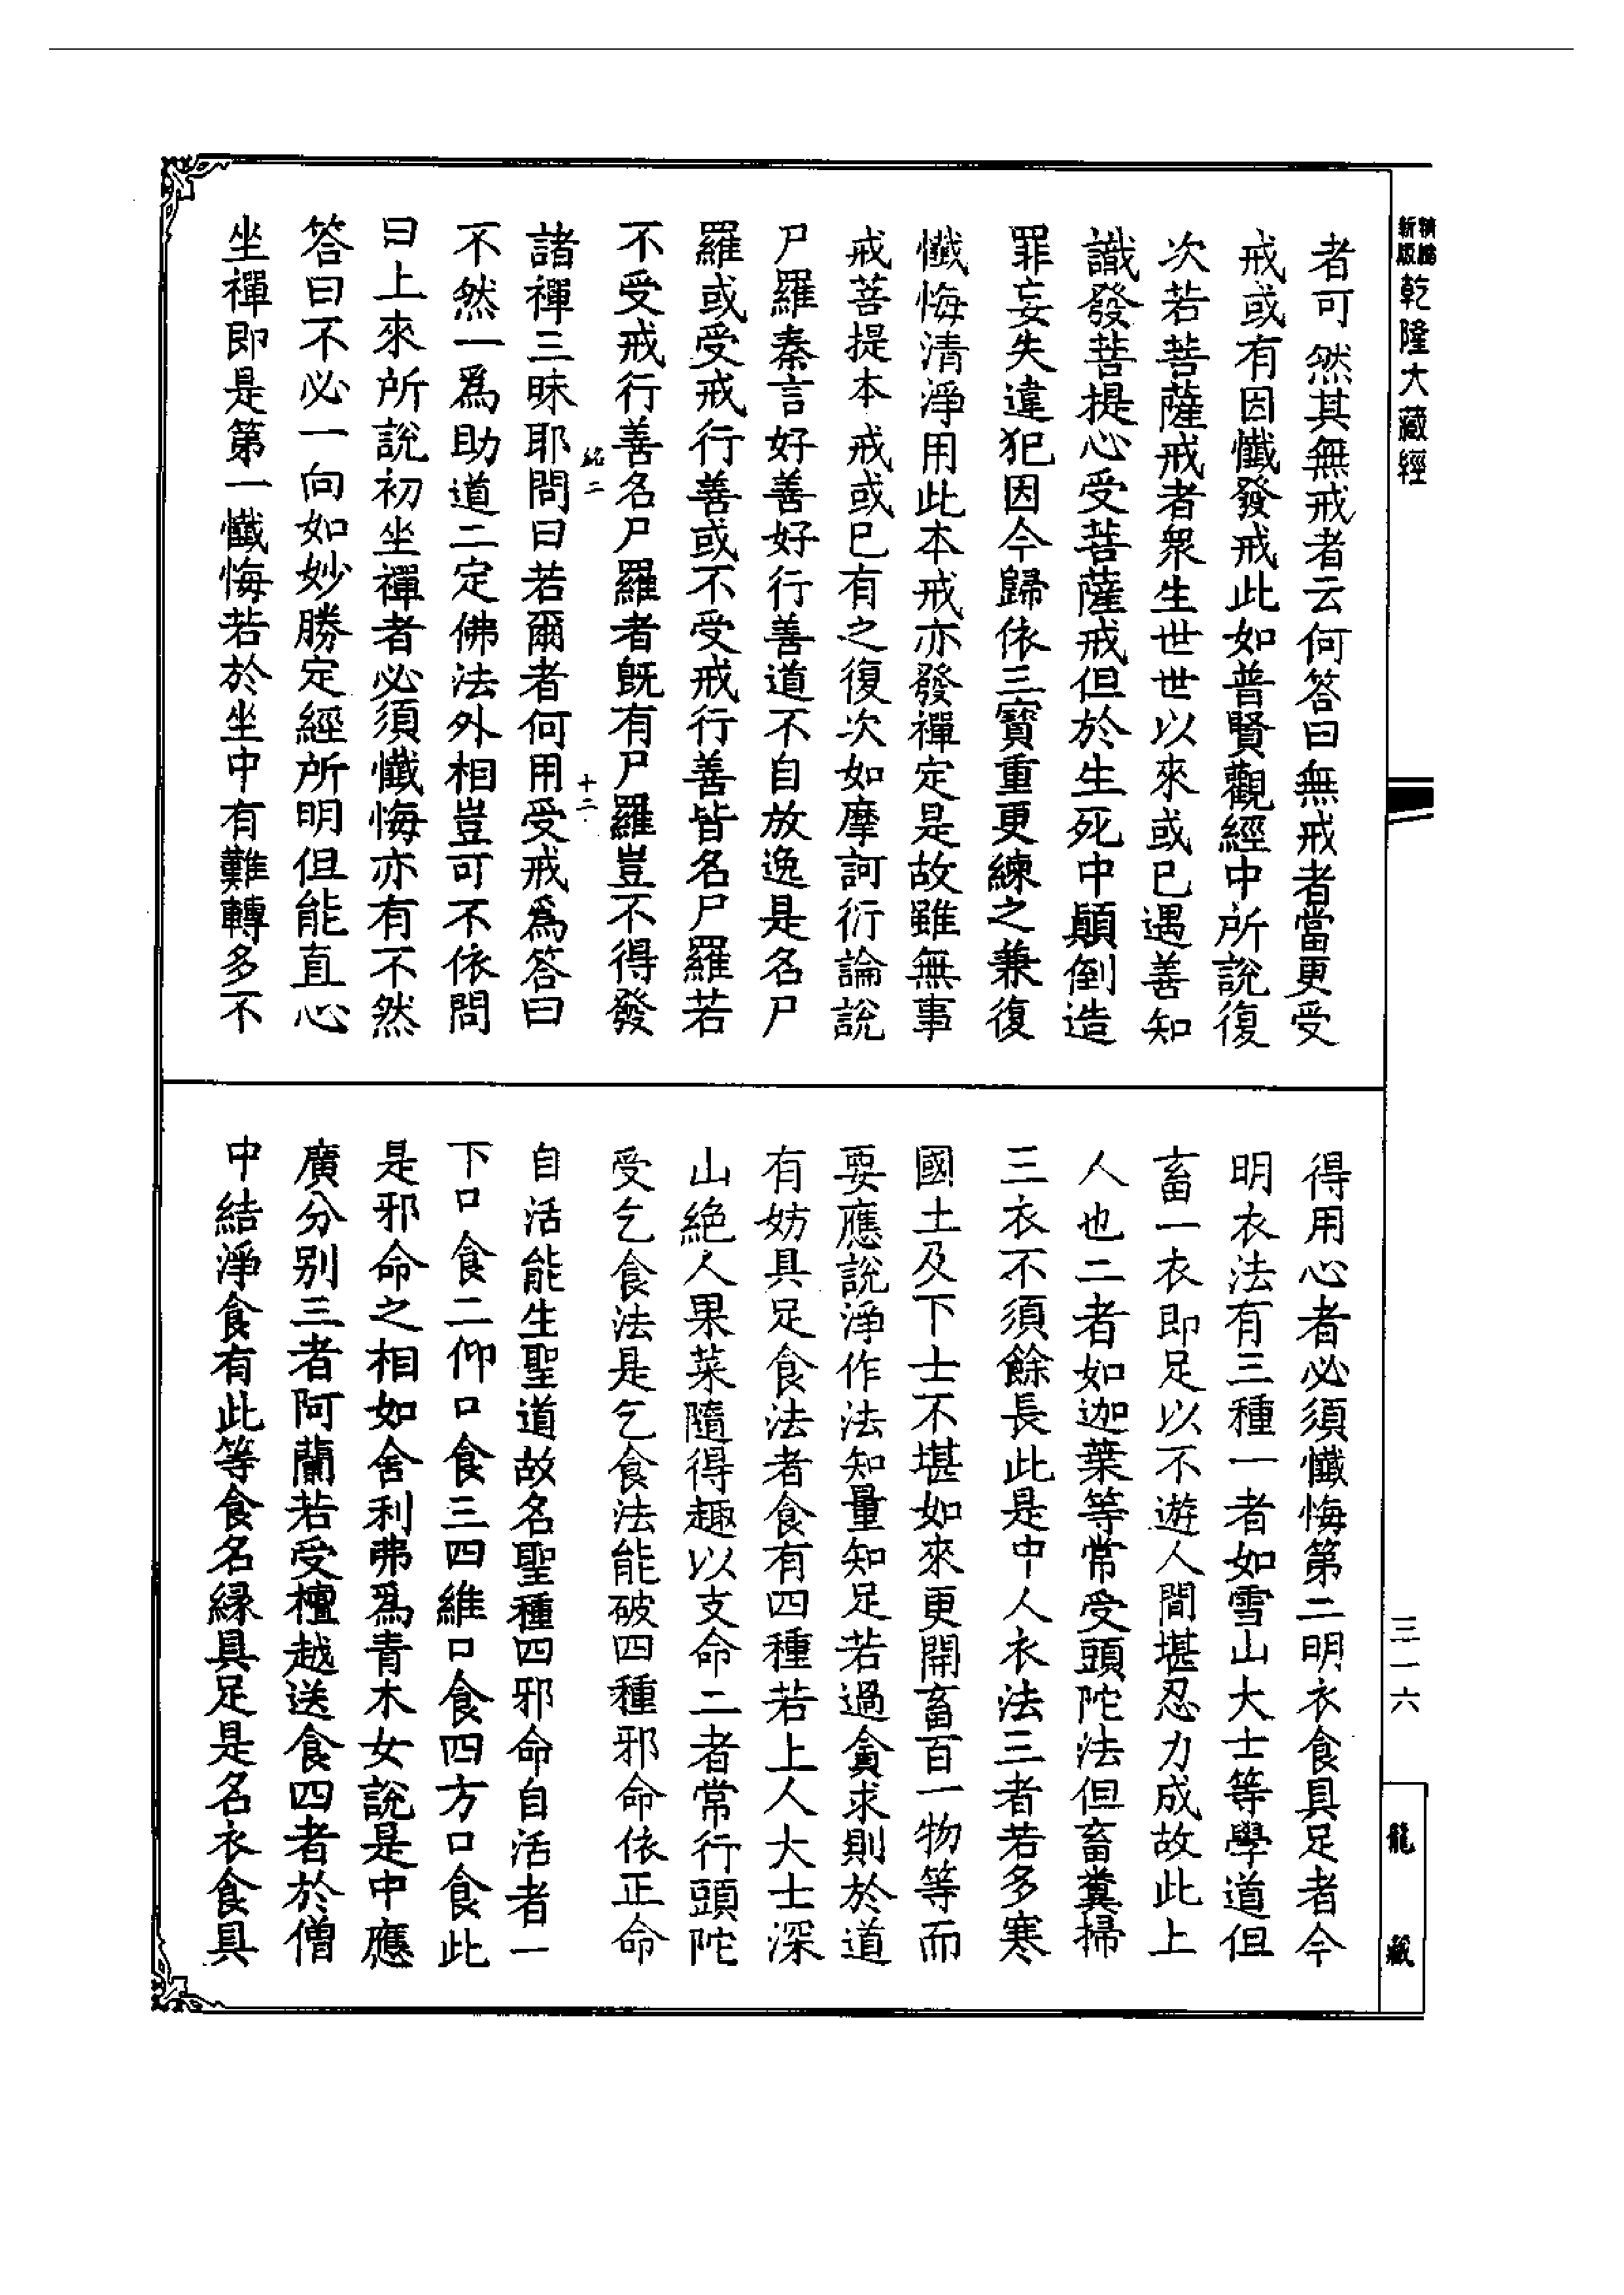 精編
新版
乾隆大藏經
者可然其無戒者云何答曰無戒者當更受
戒或有因懺發戒此如普賢觀經中所說復
次若菩薩戒者衆生世世以來或已遇善知
識發菩提心受菩薩戒但於生死中顛倒造
罪妄失違犯因今歸依三寳重更練之兼復
懺悔清淨用此本戒亦發禪定是故雖無事
戒菩提本戒或已有之復次如摩訶衍論說
尸羅秦言好善好行善道不自放逸是名尸
羅或受戒行善或不受戒行善皆名尸羅若
不受戒行善名尸羅者旣有尸羅豈不得發
紹二
十二
諸禪三昧耶問曰若爾者何用受戒爲答曰
不然一爲助道二定佛法外相豈可不依問
曰上來所說初坐禪者必須懺悔亦有不然
答曰不必一向如妙勝定經所明但能直心
坐禪即是第一懺悔若於坐中有難轉多不
得用心者必須懺悔第二明衣食具足者今
明衣法有三種一者如雪山大士等學道但
畜一衣即足以不遊人間堪忍力成故此上
人也二者如迦葉等常受頭陀法但畜糞掃
三衣不須餘長此是中人衣法三者若多寒
國土及下士不堪如來更開畜百一物等而
要應說淨作法知量知足若過貪求則於道
有妨具足食法者食有四種若上人大士深
山絶人果菜隨得趣以支命二者常行頭陀
受乞食法是乞食法能破四種邪命依正命
自活能生聖道故名聖種四邪命自活者一
下口食二仰口食三四維口食四方口食此
是邪命之相如舍利弗爲青木女說是中應
廣分别三者阿蘭若受檀越送食四者於僧
中結淨食有此等食名緣具足是名衣食具
三一六
龍藏